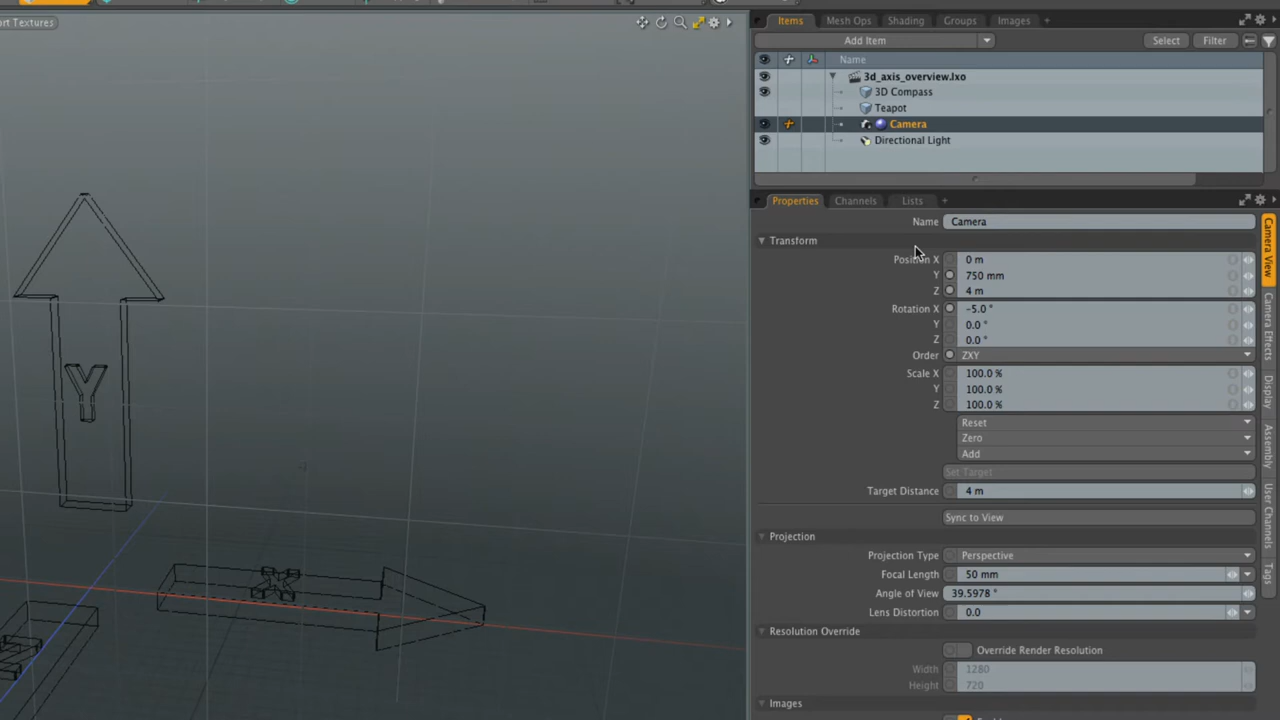 ort Textures
Items Mesh Ops Shading Groups Images +
Add Item Select Filter
Name
3d_axis_overview.lxo
3D Compass
Teapot
Camera
Directional Light
Properties Channels Lists +
Name Camera
Transform
Position X 0 m
Y 750 mm
Z 4 m
Rotation X -5.0 °
Y 0.0 °
Z 0.0 °
Order ZXY
Scale X 100.0 %
Y 100.0 %
Z 100.0 %
Reset
Zero
Add
Set Target
Target Distance 4 m
Sync to View
Projection
Projection Type Perspective
Focal Length 50 mm
Angle of View 39.5978 °
Lens Distortion 0.0
Resolution Override
Override Render Resolution
Width 1280
Height 720
Images
Camera View
Camera Effects
Display
Assembly
User Channels
Tags
Y
X